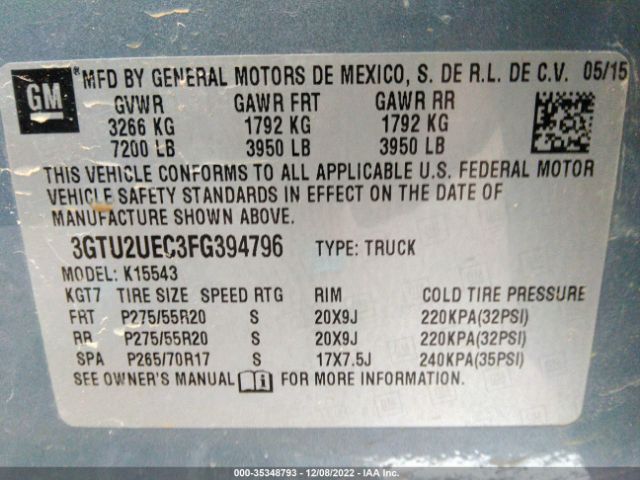 GM ® MFD BY GENERAL MOTORS DE MEXICO, S. DE R.L. DE C.V. 05/15
GVWR GAWR FRT GAWR RR
3266 KG 1792 KG 1792 KG
7200 LB 3950 LB 3950 LB
THIS VEHICLE CONFORMS TO ALL APPLICABLE U.S. FEDERAL MOTOR
VEHICLE SAFETY STANDARDS IN EFFECT ON THE DATE OF
MANUFACTURE SHOWN ABOVE.
3GTU2UEC3FG394796 TYPE: TRUCK
MODEL: K15543
KGT7 TIRE SIZE SPEED RTG RIM COLD TIRE PRESSURE
FRT P275/55R20 S 20X9J 220KPA(32PSI)
RR P275/55R20 S 20X9J 220KPA(32PSI)
SPA P265/70R17 S 17X7.5J 240KPA(35PSI)
SEE OWNER'S MANUAL i FOR MORE INFORMATION.
000-35348793 - 12/08/2022 - IAA Inc.